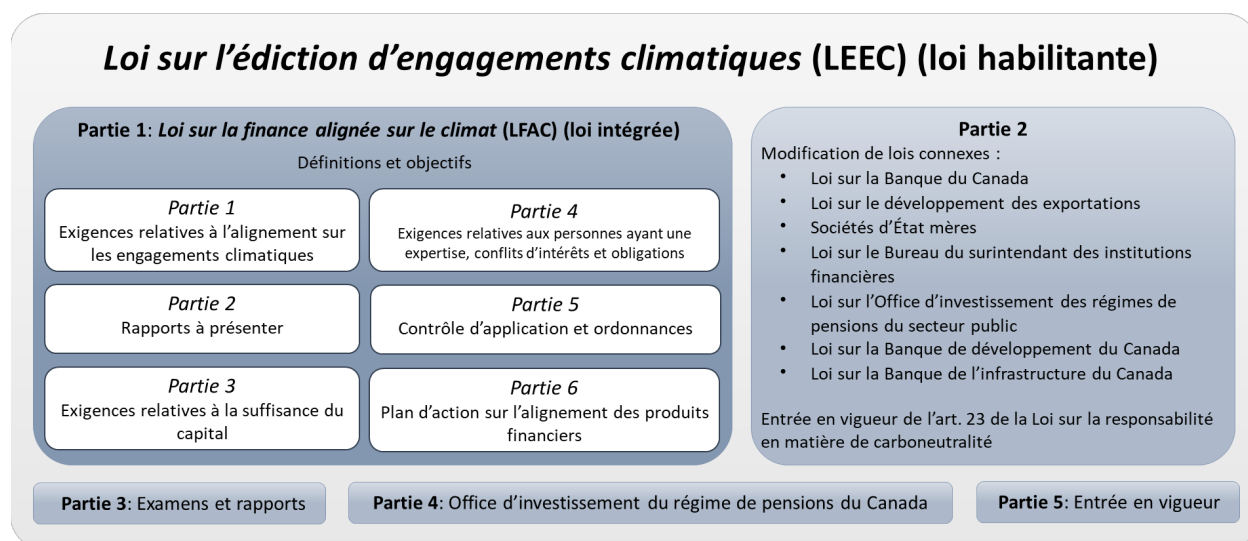 Loi sur l’édiction d’engagements climatiques (LEEC) (loi habilitante)
Partie 1: Loi sur la finance alignée sur le climat (LFAC) (loi intégrée)
Définitions et objectifs
Partie 1
Exigences relatives à l’alignement sur
les engagements climatiques
Partie 4
Exigences relatives aux personnes ayant une
expertise, conflits d’intérêts et obligations
Partie 2
Rapports à présenter
Partie 5
Contrôle d’application et ordonnances
Partie 3
Exigences relatives à la suffisance du
capital
Partie 6
Plan d’action sur l’alignement des produits
financiers
Partie 2
Modification de lois connexes :
• Loi sur la Banque du Canada
• Loi sur le développement des exportations
• Sociétés d’État mères
• Loi sur le Bureau du surintendant des institutions
financières
• Loi sur l’Office d’investissement des régimes de
pensions du secteur public
• Loi sur la Banque de développement du Canada
• Loi sur la Banque de l’infrastructure du Canada
Entrée en vigueur de l’art. 23 de la Loi sur la responsabilité
en matière de carboneutralité
Partie 3: Examens et rapports
Partie 4: Office d’investissement du régime de pensions du Canada
Partie 5: Entrée en vigueur